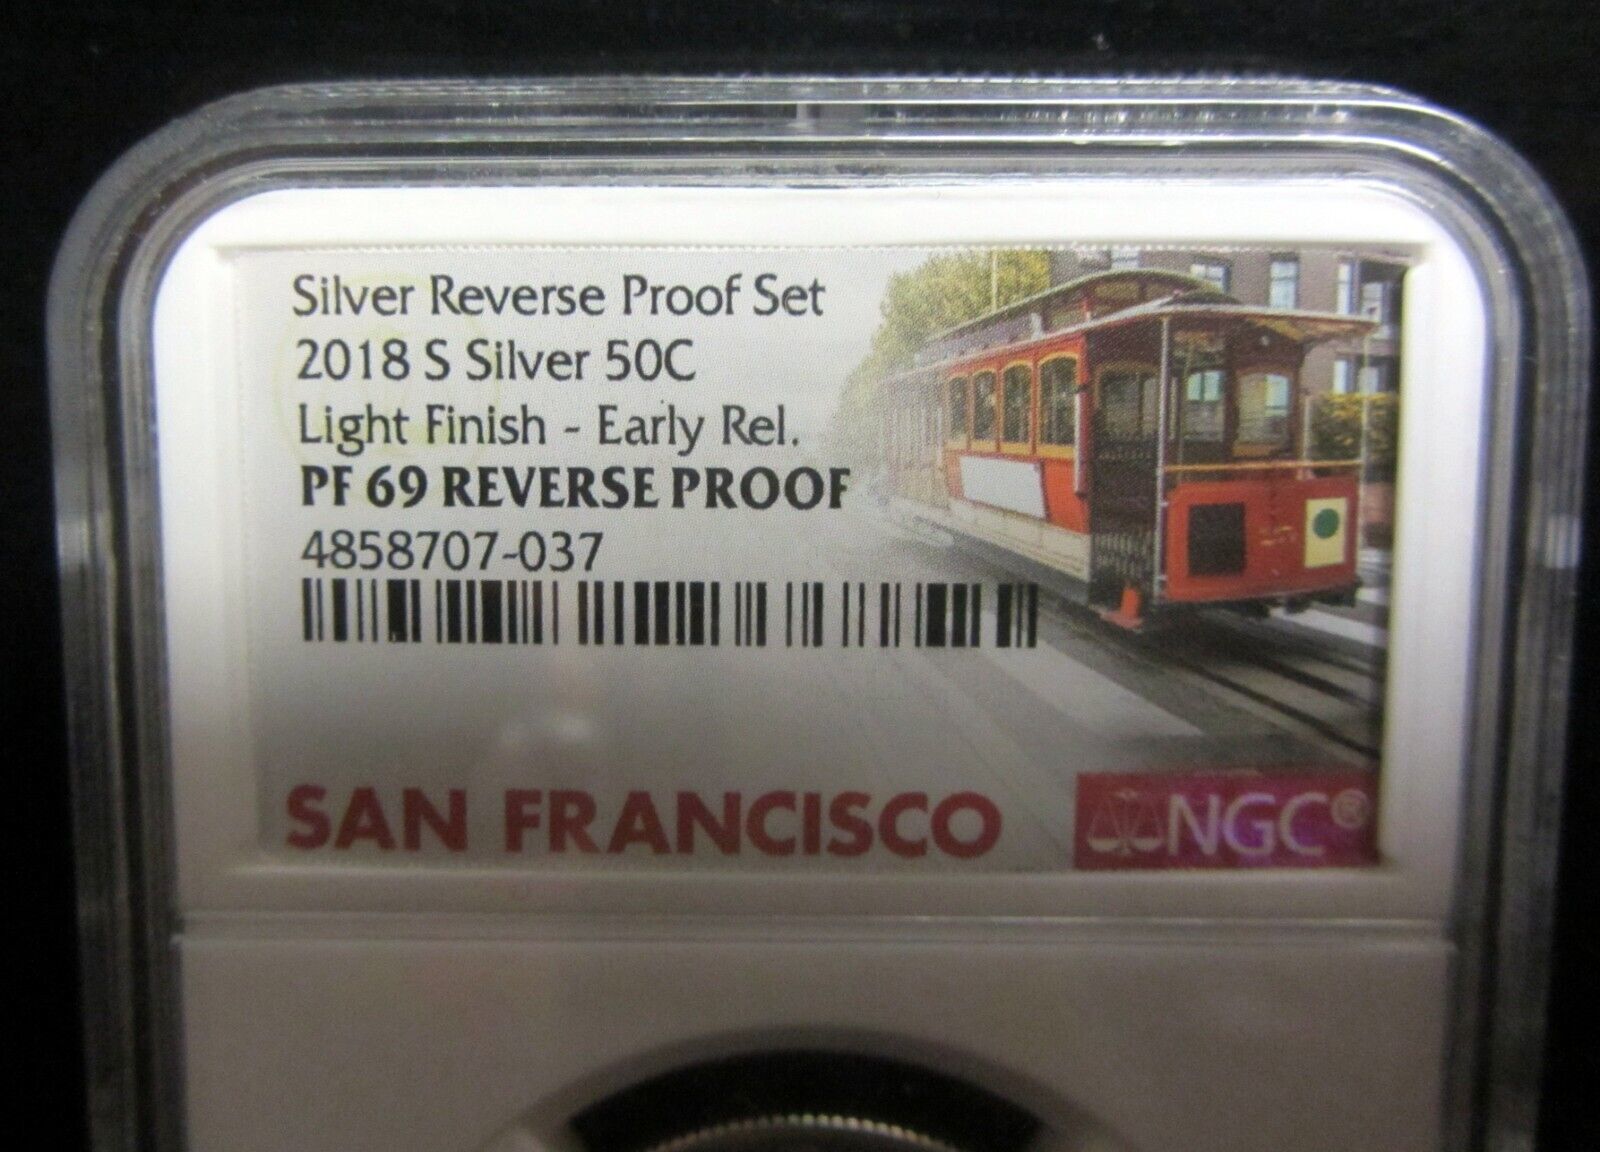 Silver Reverse Proof Set
2018 S Silver 50C
Light Finish - Early Rel.
PF 69 REVERSE PROOF
4858707-037
SAN FRANCISCO
NGC®